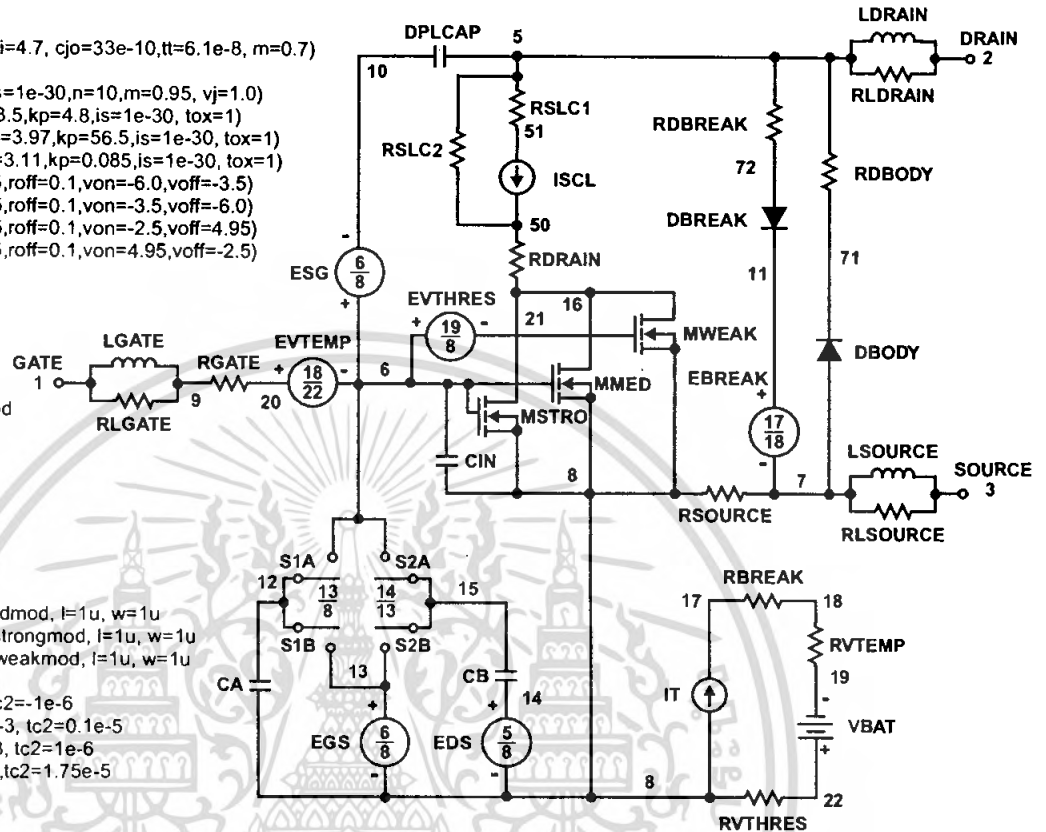 i=4.7, cjo=33e-10,tt=6.1e-8, m=0.7)
s=1e-30,n=10,m=0.95, vj=1.0)
3.5,kp=4.8,is=1e-30, tox=1)
=3.97,kp=56.5,is=1e-30, tox=1)
=3.11,kp=0.085,is=1e-30, tox=1)
,roff=0.1,von=-6.0,voff=-3.5)
,roff=0.1,von=-3.5,voff=-6.0)
,roff=0.1,von=-2.5,voff=4.95)
,roff=0.1,von=4.95,voff=-2.5)
DPLCAP
5
10
LDRAIN
DRAIN
2
RLDRAIN
RSLC1
51
RSLC2
ISCL
50
RDRAIN
RDBREAK
72
DBREAK
11
RDBODY
71
DBODY
-
ESG
6
8
+
EVTHRES
+
19
8
-
21
16
MWEAK
MMED
MSTRO
EBREAK
+
17
18
-
GATE
1
LGATE
RLGATE
9
RGATE
20
EVTEMP
+
18
22
-
6
CIN
8
RSOURCE
7
LSOURCE
SOURCE
3
RLSOURCE
S1A
S2A
12
13
8
14
13
15
S1B
S2B
13
CA
CB
14
+
EGS
6
8
-
+
EDS
5
8
-
8
RBREAK
17
18
RVTEMP
19
IT
-
VBAT
+
22
RVTHRES
d
dmod, l=1u, w=1u
strongmod, l=1u, w=1u
weakmod, l=1u, w=1u
c2=-1e-6
-3, tc2=0.1e-5
, tc2=1e-6
,tc2=1.75e-5